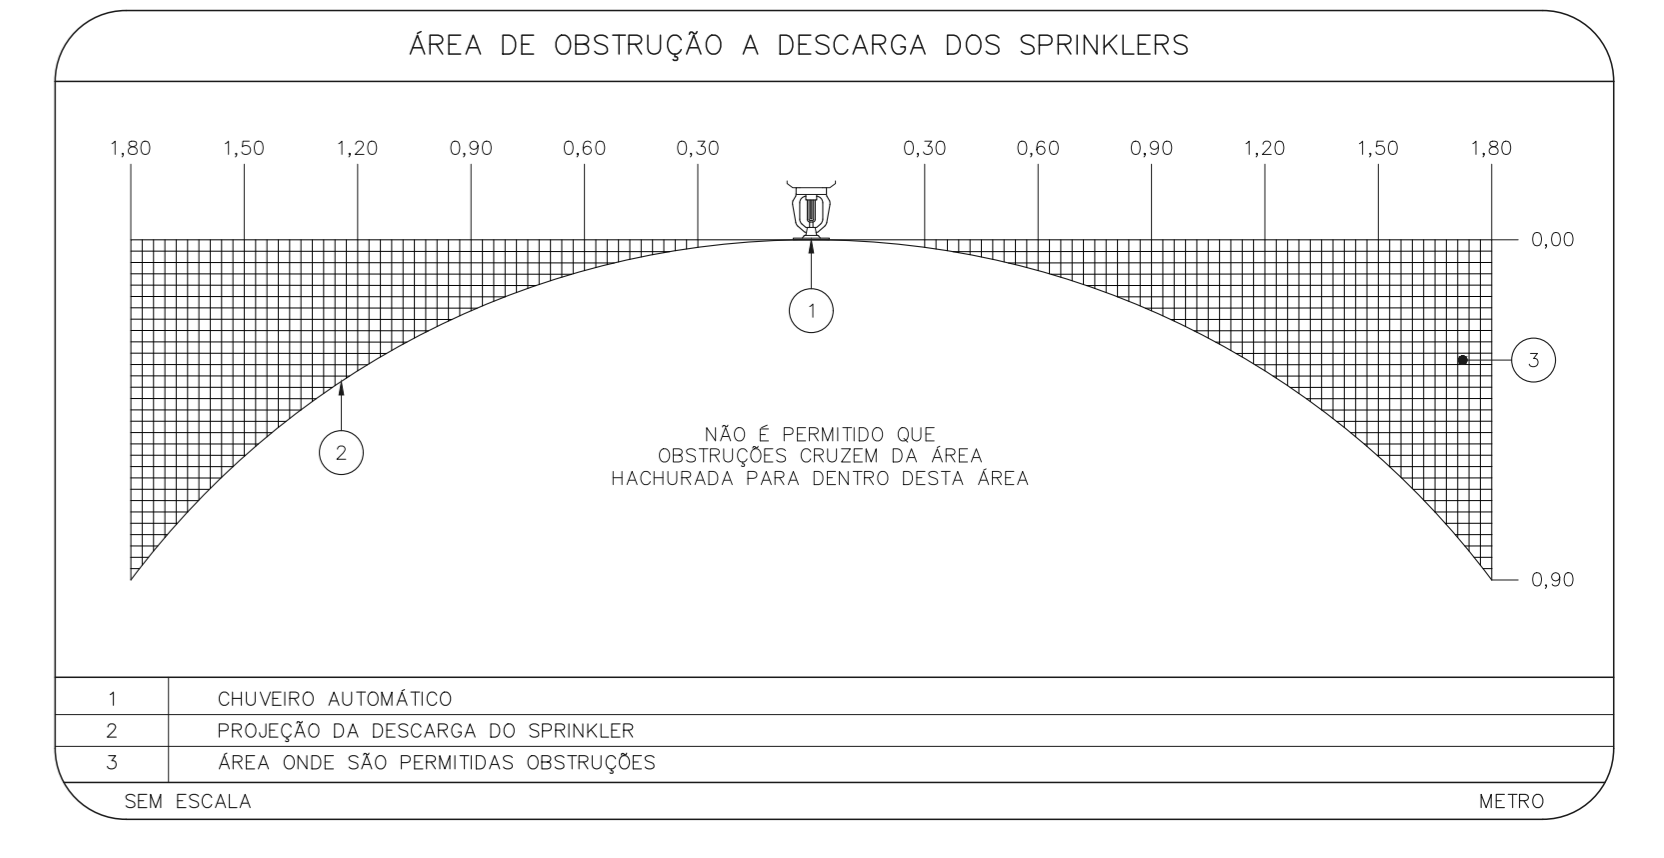 ÁREA DE OBSTRUÇÃO A DESCARGA DOS SPRINKLERS
1,80 1,50 1,20 0,90 0,60 0,30 0,30 0,60 0,90 1,20 1,50 1,80
0,00
1
3
2
NÃO É PERMITIDO QUE
OBSTRUÇÕES CRUZEM DA ÁREA
HACHURADA PARA DENTRO DESTA ÁREA
0,90
1 CHUVEIRO AUTOMÁTICO
2 PROJEÇÃO DA DESCARGA DO SPRINKLER
3 ÁREA ONDE SÃO PERMITIDAS OBSTRUÇÕES
SEM ESCALA METRO